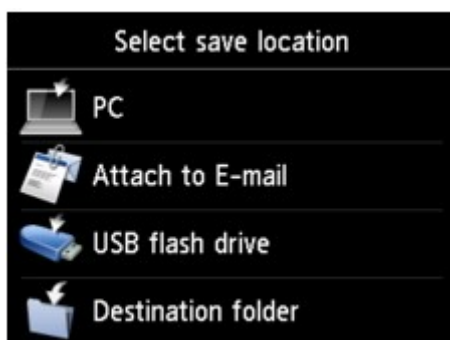 Select save location
PC
Attach to E-mail
USB flash drive
Destination folder